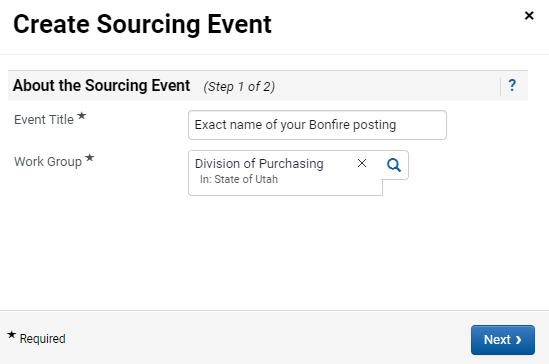 Create Sourcing Event
×
About the Sourcing Event (Step 1 of 2) ?
Event Title ★ Exact name of your Bonfire posting
Work Group ★ Division of Purchasing ×
In: State of Utah
★ Required Next ›